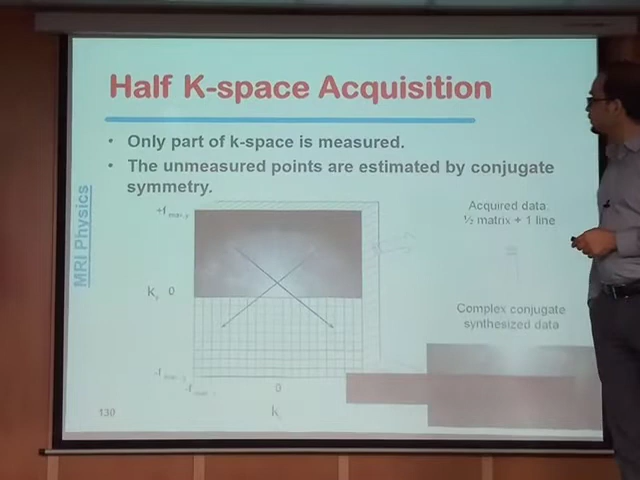 Half K-space Acquisition
• Only part of k-space is measured.
• The unmeasured points are estimated by conjugate
symmetry.
MRI Physics
Acquired data:
½ matrix + 1 line
0
Complex conjugate
synthesized data
0
130